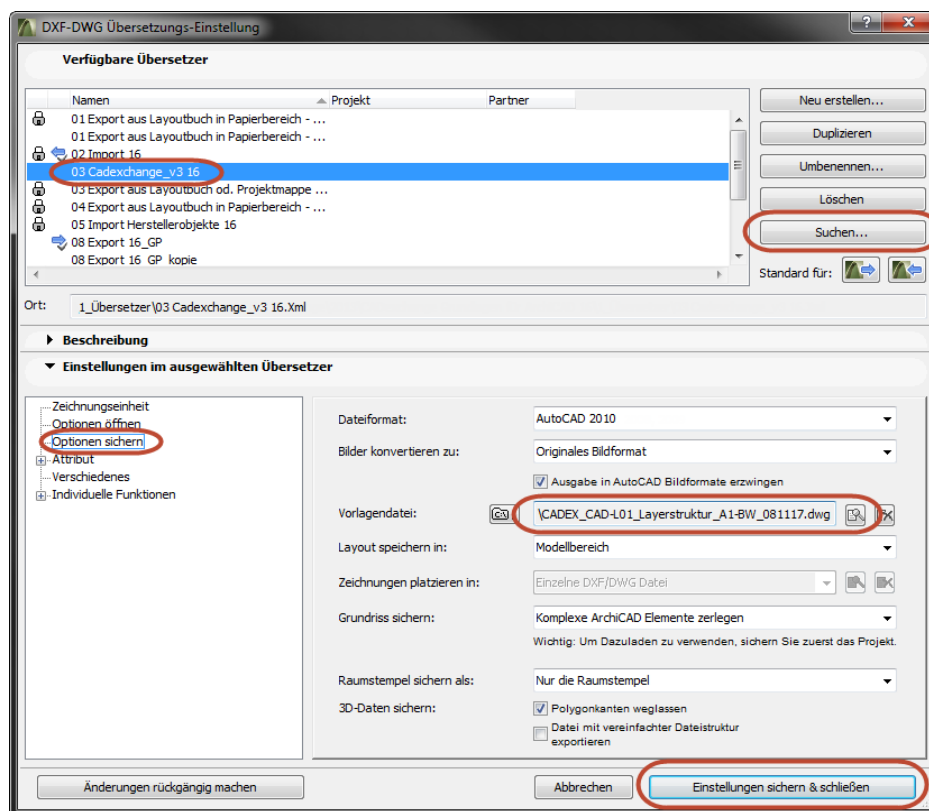 DXF-DWG Übersetzungs-Einstellung
Verfügbare Übersetzer
Namen Projekt Partner
01 Export aus Layoutbuch in Papierbereich - ...
01 Export aus Layoutbuch in Papierbereich - ...
02 Import 16
03 Cadexchange_v3 16
03 Export aus Layoutbuch od. Projektmappe ...
04 Export aus Layoutbuch in Papierbereich - ...
05 Import Herstellerobjekte 16
08 Export 16_GP
08 Export 16_GP_kopie
Neu erstellen...
Duplizieren
Umbenennen...
Löschen
Suchen...
Standard für:
Ort: 1_Übersetzer\03 Cadexchange_v3 16.Xml
Beschreibung
Einstellungen im ausgewählten Übersetzer
Zeichnungseinheit
Optionen öffnen
Optionen sichern
Attribut
Verschiedenes
Individuelle Funktionen
Dateiformat: AutoCAD 2010
Bilder konvertieren zu: Originales Bildformat
Ausgabe in AutoCAD Bildformate erzwingen
Vorlagendatei: \CADEX_CAD-L01_Layerstruktur_A1-BW_081117.dwg
Layout speichern in: Modellbereich
Zeichnungen platzieren in: Einzelne DXF/DWG Datei
Grundriss sichern: Komplexe ArchiCAD Elemente zerlegen
Wichtig: Um Dazuladen zu verwenden, sichern Sie zuerst das Projekt.
Raumstempel sichern als: Nur die Raumstempel
3D-Daten sichern: Polygonkanten weglassen
Datei mit vereinfachter Dateistruktur
exportieren
Änderungen rückgängig machen
Abbrechen
Einstellungen sichern & schließen